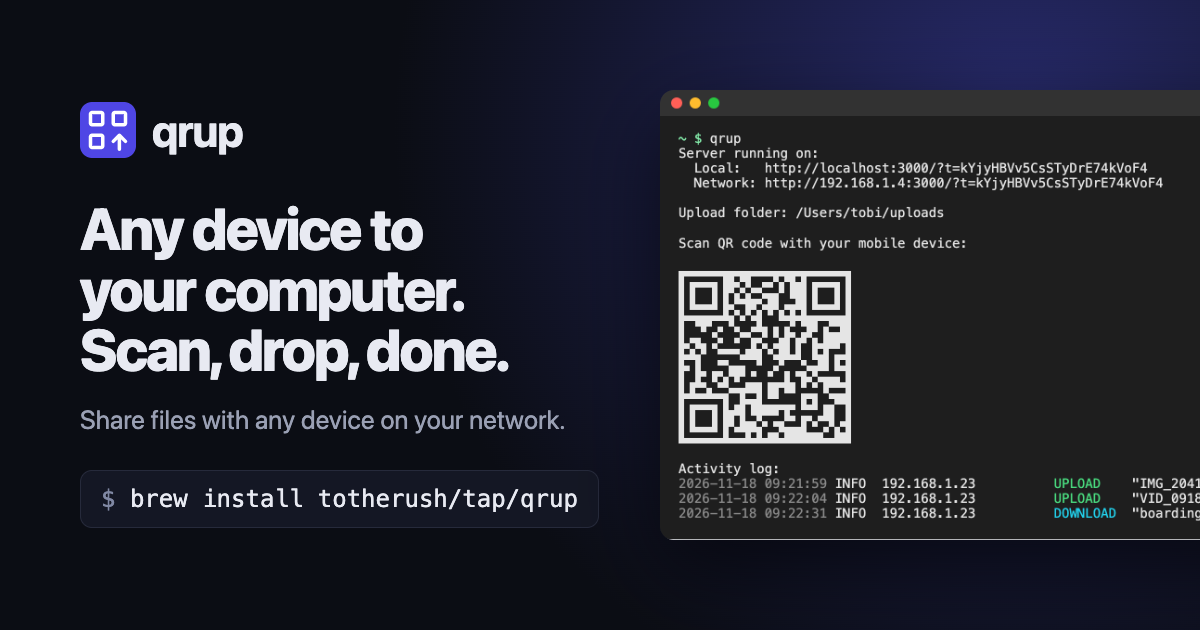 qrup
Any device to
your computer.
Scan, drop, done.
Share files with any device on your network.
$ brew install totherush/tap/qrup
~ $ qrup
Server running on:
Local: http://localhost:3000/?t=kYjyHBVv5CsSTyDrE74kVoF4
Network: http://192.168.1.4:3000/?t=kYjyHBVv5CsSTyDrE74kVoF4
Upload folder: /Users/tobi/uploads
Scan QR code with your mobile device:
Activity log:
2026-11-18 09:21:59 INFO 192.168.1.23 UPLOAD "IMG_2041
2026-11-18 09:22:04 INFO 192.168.1.23 UPLOAD "VID_0918
2026-11-18 09:22:31 INFO 192.168.1.23 DOWNLOAD "boarding